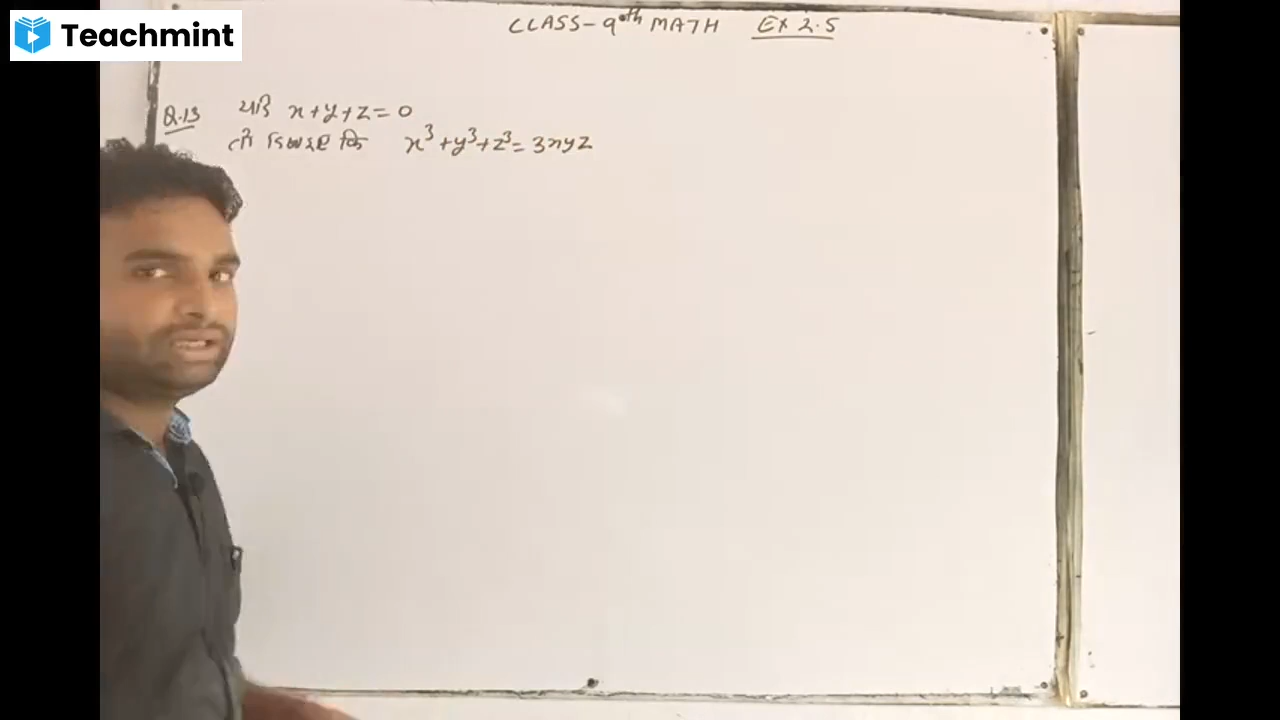 Teachmint
CLASS-9th MATH EX 2.5
Q.13 यदि x+y+z=0
तो दिखाइए कि x³+y³+z³=3xyz